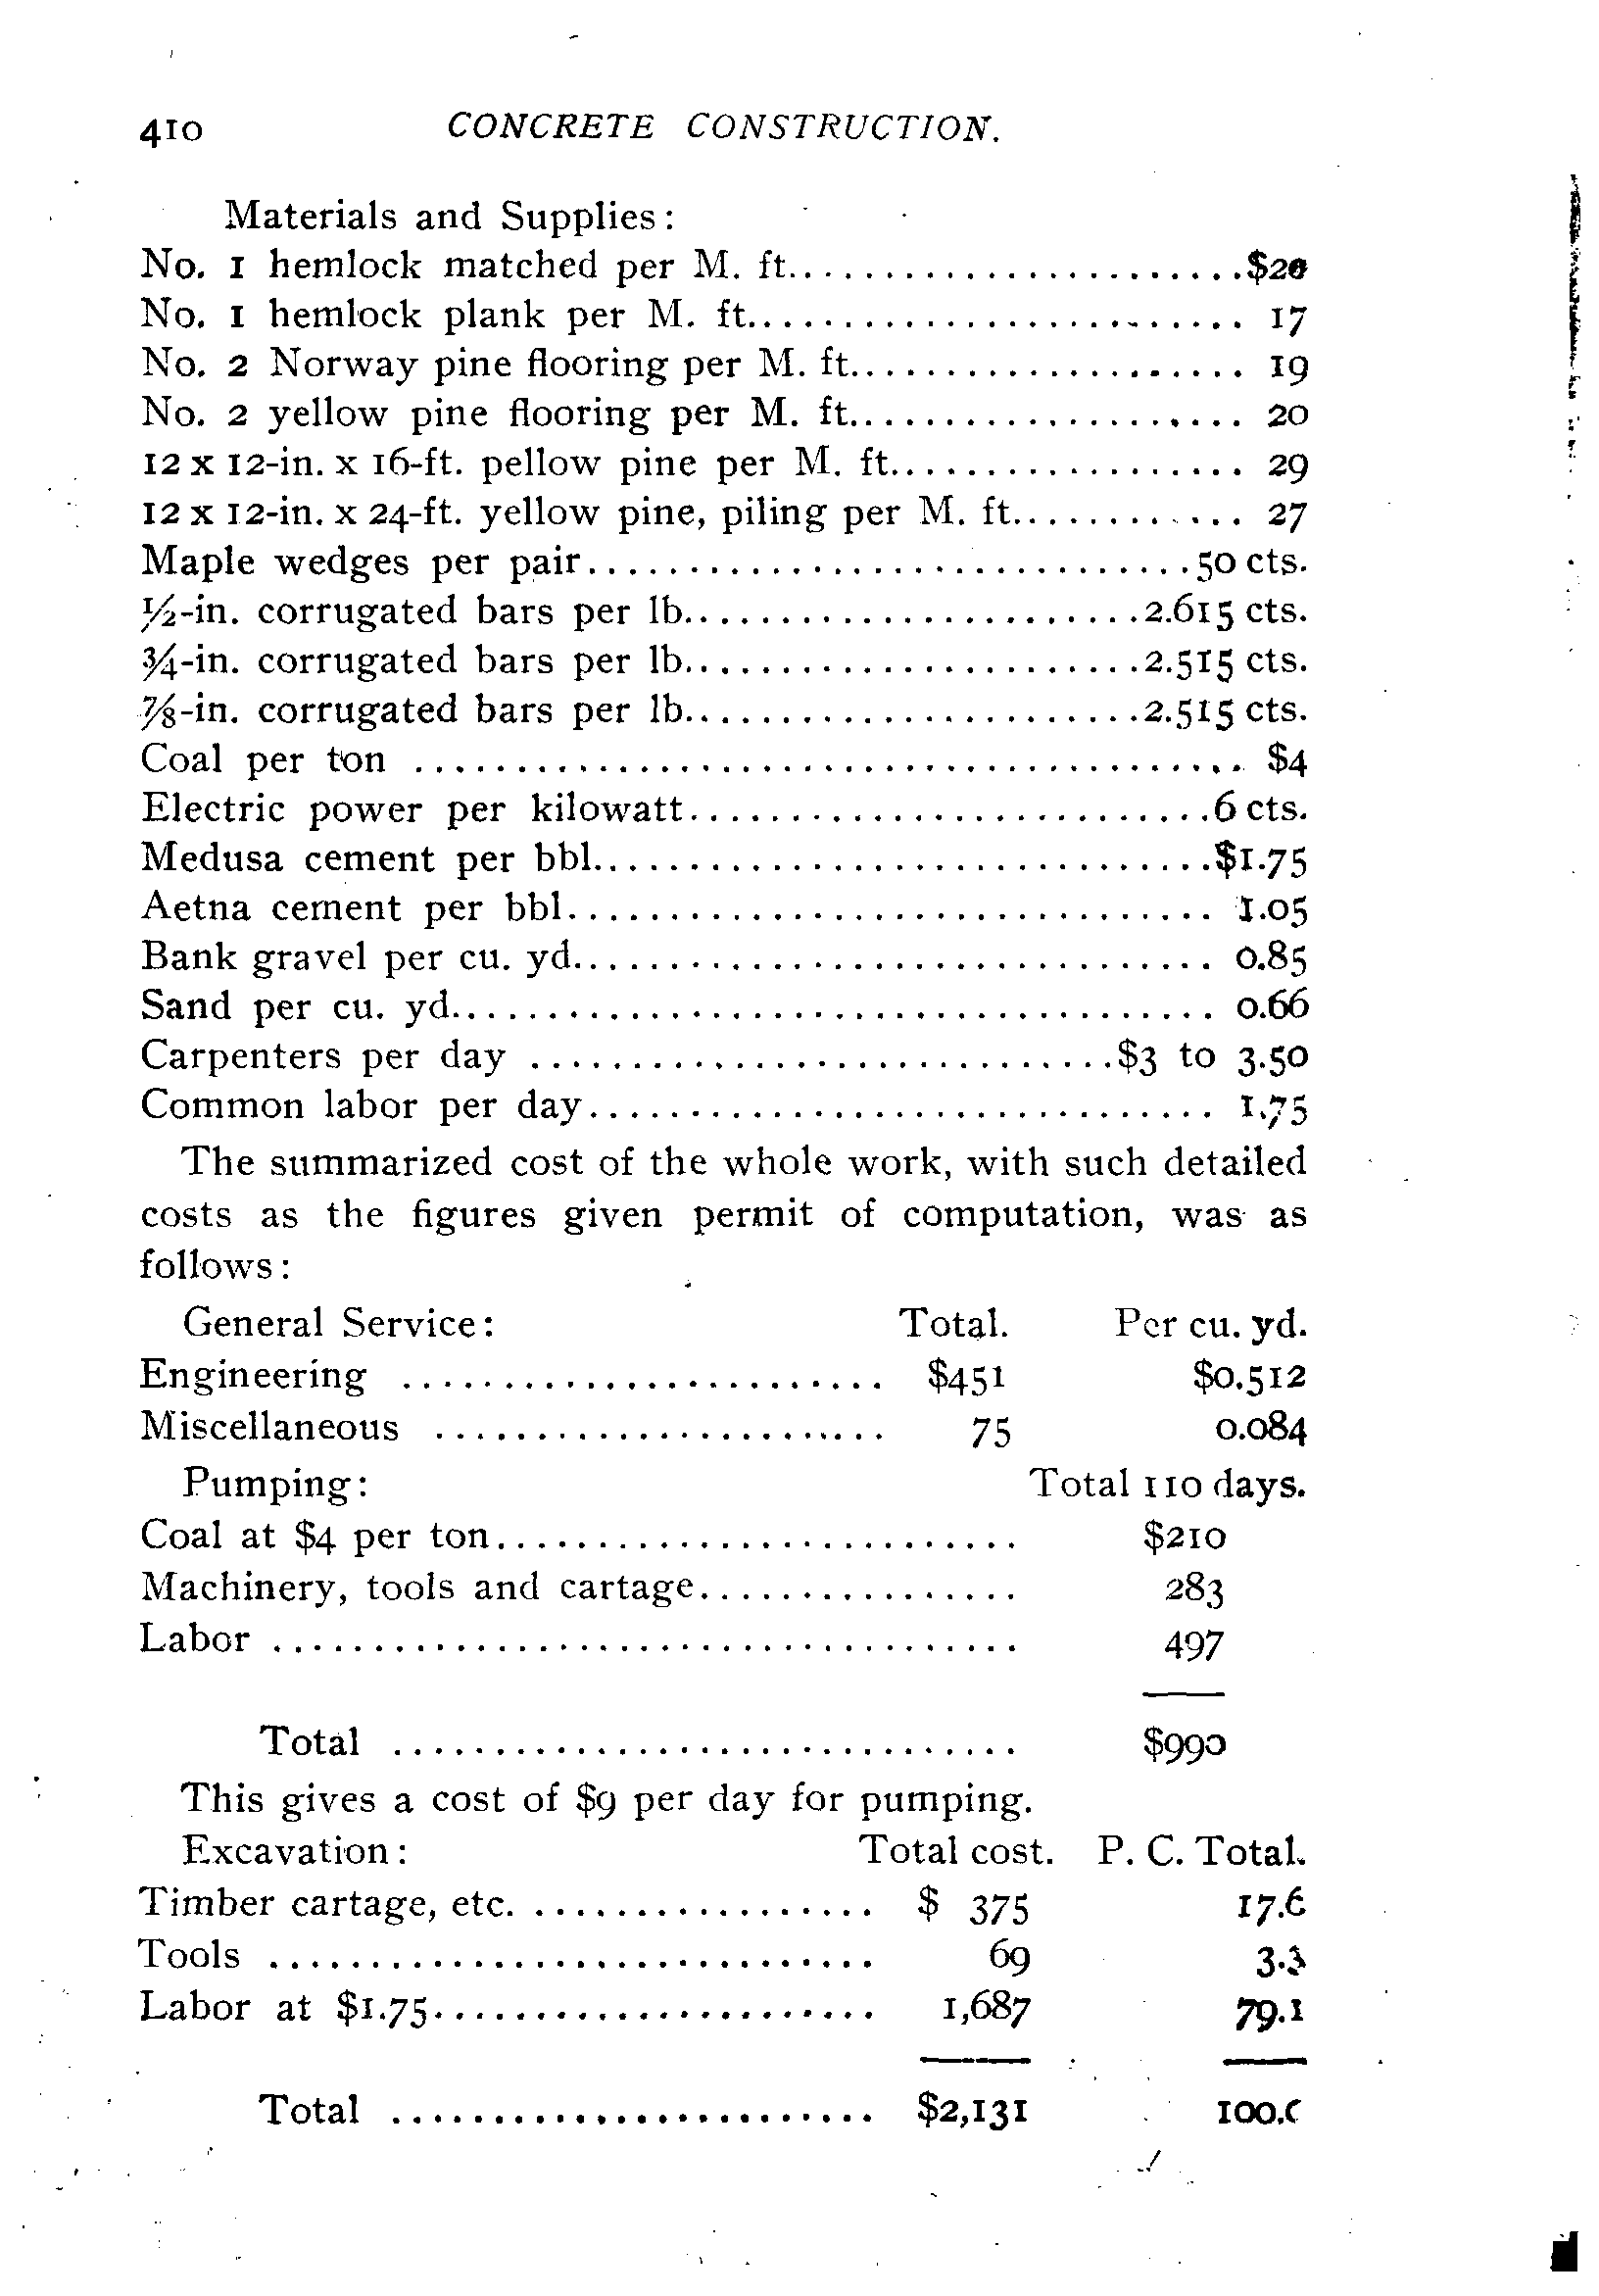 410 CONCRETE CONSTRUCTION.
Materials and Supplies:
No. 1 hemlock matched per M. ft.......................$20
No. 1 hemlock plank per M. ft......................... 17
No. 2 Norway pine flooring per M. ft.................... 19
No. 2 yellow pine flooring per M. ft.................... 20
12 x 12-in. x 16-ft. pellow pine per M. ft.................. 29
12 x 12-in. x 24-ft. yellow pine, piling per M. ft............ 27
Maple wedges per pair..............................50 cts.
½-in. corrugated bars per lb.......................2.615 cts.
¾-in. corrugated bars per lb.......................2.515 cts.
⅞-in. corrugated bars per lb.......................2.515 cts.
Coal per ton ......................................... $4
Electric power per kilowatt..........................6 cts.
Medusa cement per bbl...............................$1.75
Aetna cement per bbl................................ 1.05
Bank gravel per cu. yd................................ 0.85
Sand per cu. yd...................................... 0.66
Carpenters per day .............................$3 to 3.50
Common labor per day............................... 1.75
The summarized cost of the whole work, with such detailed
costs as the figures given permit of computation, was as
follows:
General Service: Total. Per cu. yd.
Engineering ........................ $451 $0.512
Miscellaneous ...................... 75 0.084
Pumping: Total 110 days.
Coal at $4 per ton.......................... $210
Machinery, tools and cartage................ 283
Labor ..................................... 497
Total ............................... $990
This gives a cost of $9 per day for pumping.
Excavation: Total cost. P. C. Total.
Timber cartage, etc. ................. $ 375 17.6
Tools .............................. 69 3.3
Labor at $1.75...................... 1,687 79.1
Total ........................ $2,131 100.0